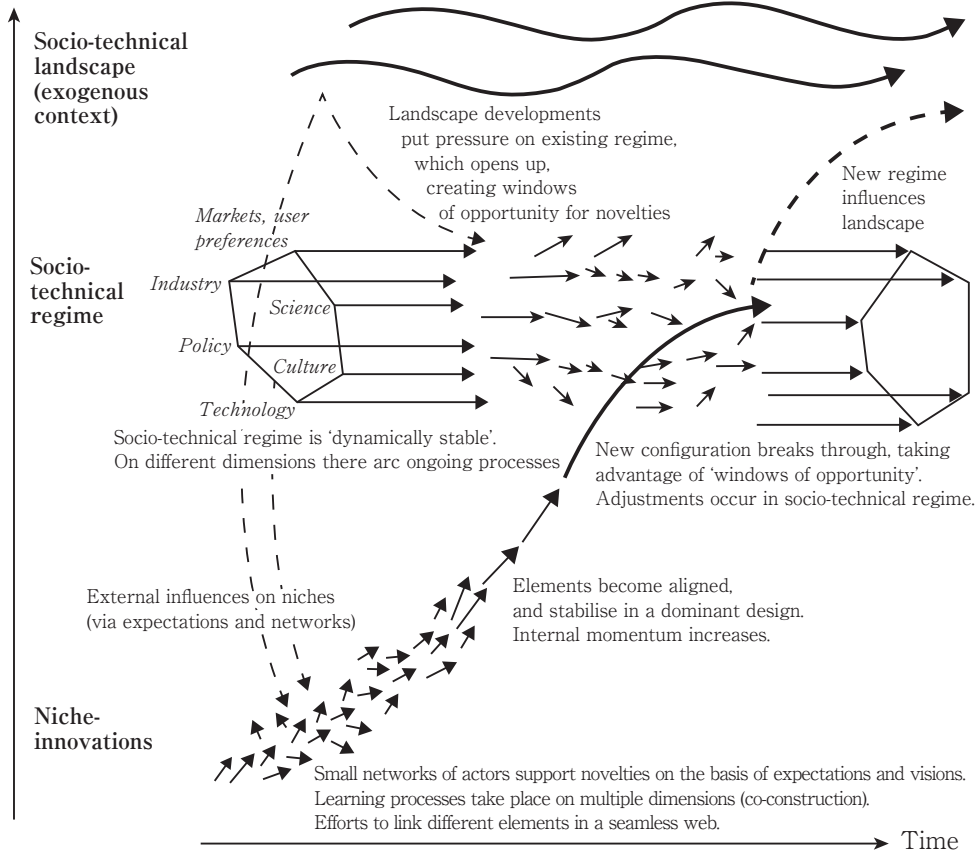 Socio-technical
landscape
(exogenous
context)
Landscape developments
put pressure on existing regime,
which opens up,
creating windows
of opportunity for novelties
New regime
influences
landscape
Markets, user
preferences
Socio-
technical
regime
Industry
Science
Policy
Culture
Technology
Socio-technical regime is ‘dynamically stable’.
On different dimensions there arc ongoing processes
New configuration breaks through, taking
advantage of ‘windows of opportunity’.
Adjustments occur in socio-technical regime.
External influences on niches
(via expectations and networks)
Elements become aligned,
and stabilise in a dominant design.
Internal momentum increases.
Niche-
innovations
Small networks of actors support novelties on the basis of expectations and visions.
Learning processes take place on multiple dimensions (co-construction).
Efforts to link different elements in a seamless web.
Time